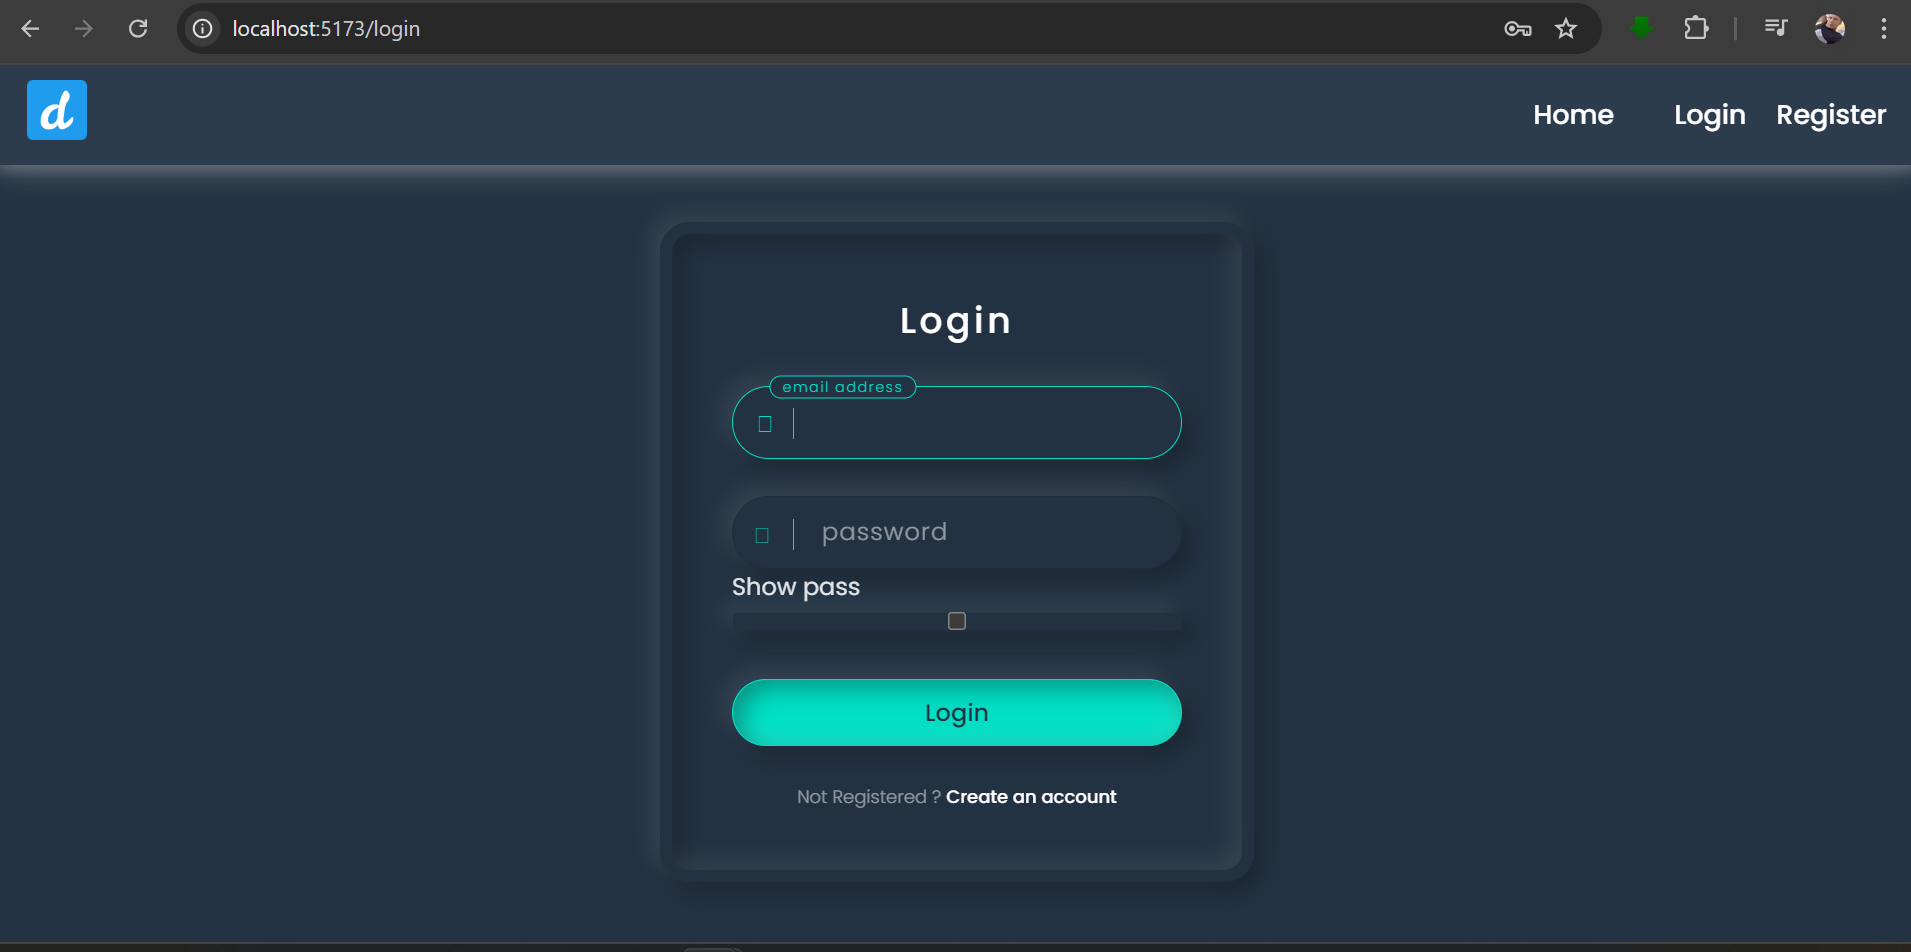 localhost:5173/login
d
Home Login Register
Login
email address
password
Show pass
Login
Not Registered ? Create an account